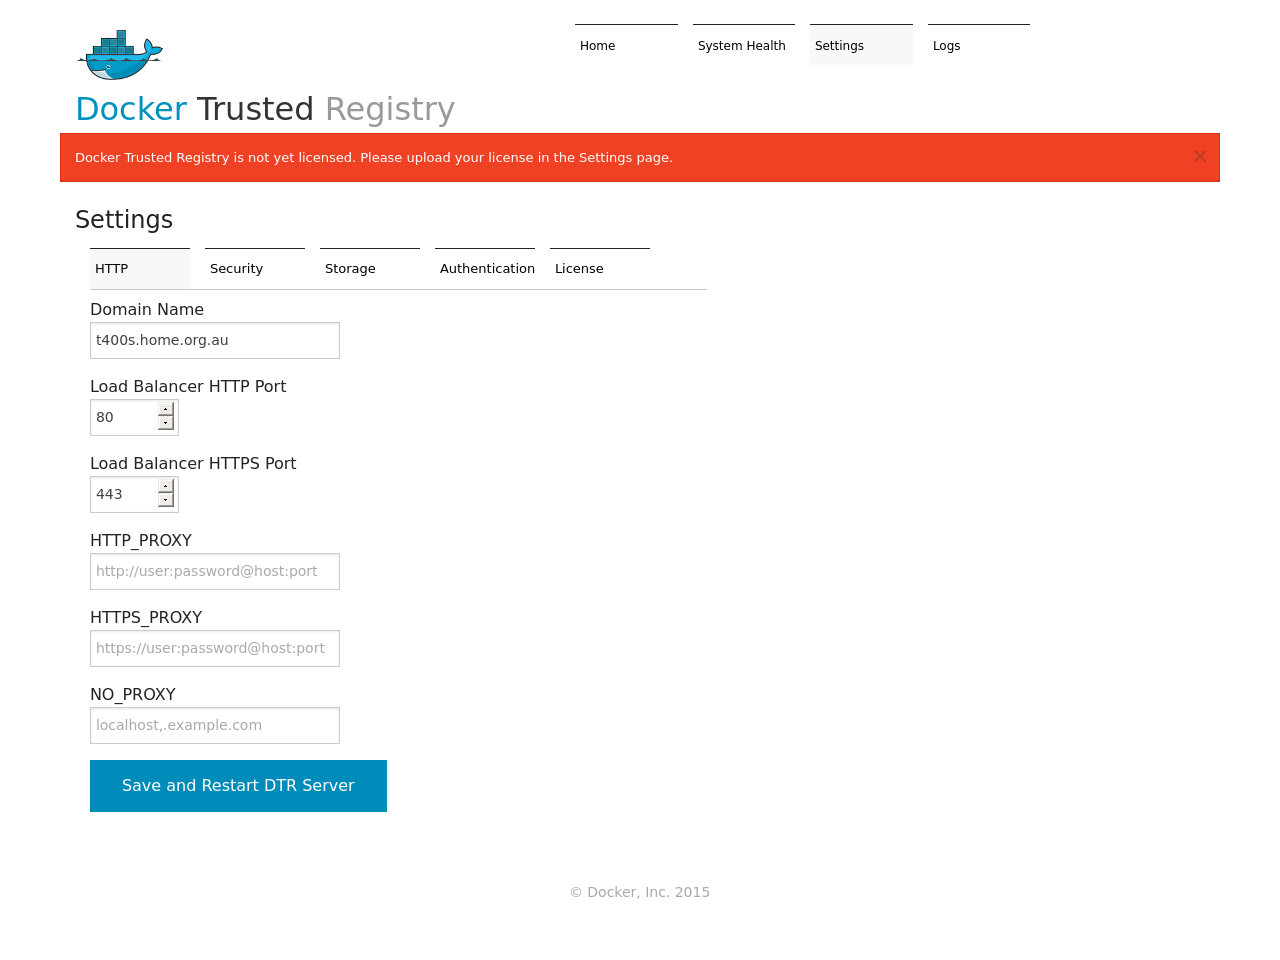 Home
System Health
Settings
Logs
Docker Trusted Registry
Docker Trusted Registry is not yet licensed. Please upload your license in the Settings page.
×
Settings
HTTP
Security
Storage
Authentication
License
Domain Name
t400s.home.org.au
Load Balancer HTTP Port
80
Load Balancer HTTPS Port
443
HTTP_PROXY
http://user:password@host:port
HTTPS_PROXY
https://user:password@host:port
NO_PROXY
localhost,.example.com
Save and Restart DTR Server
© Docker, Inc. 2015